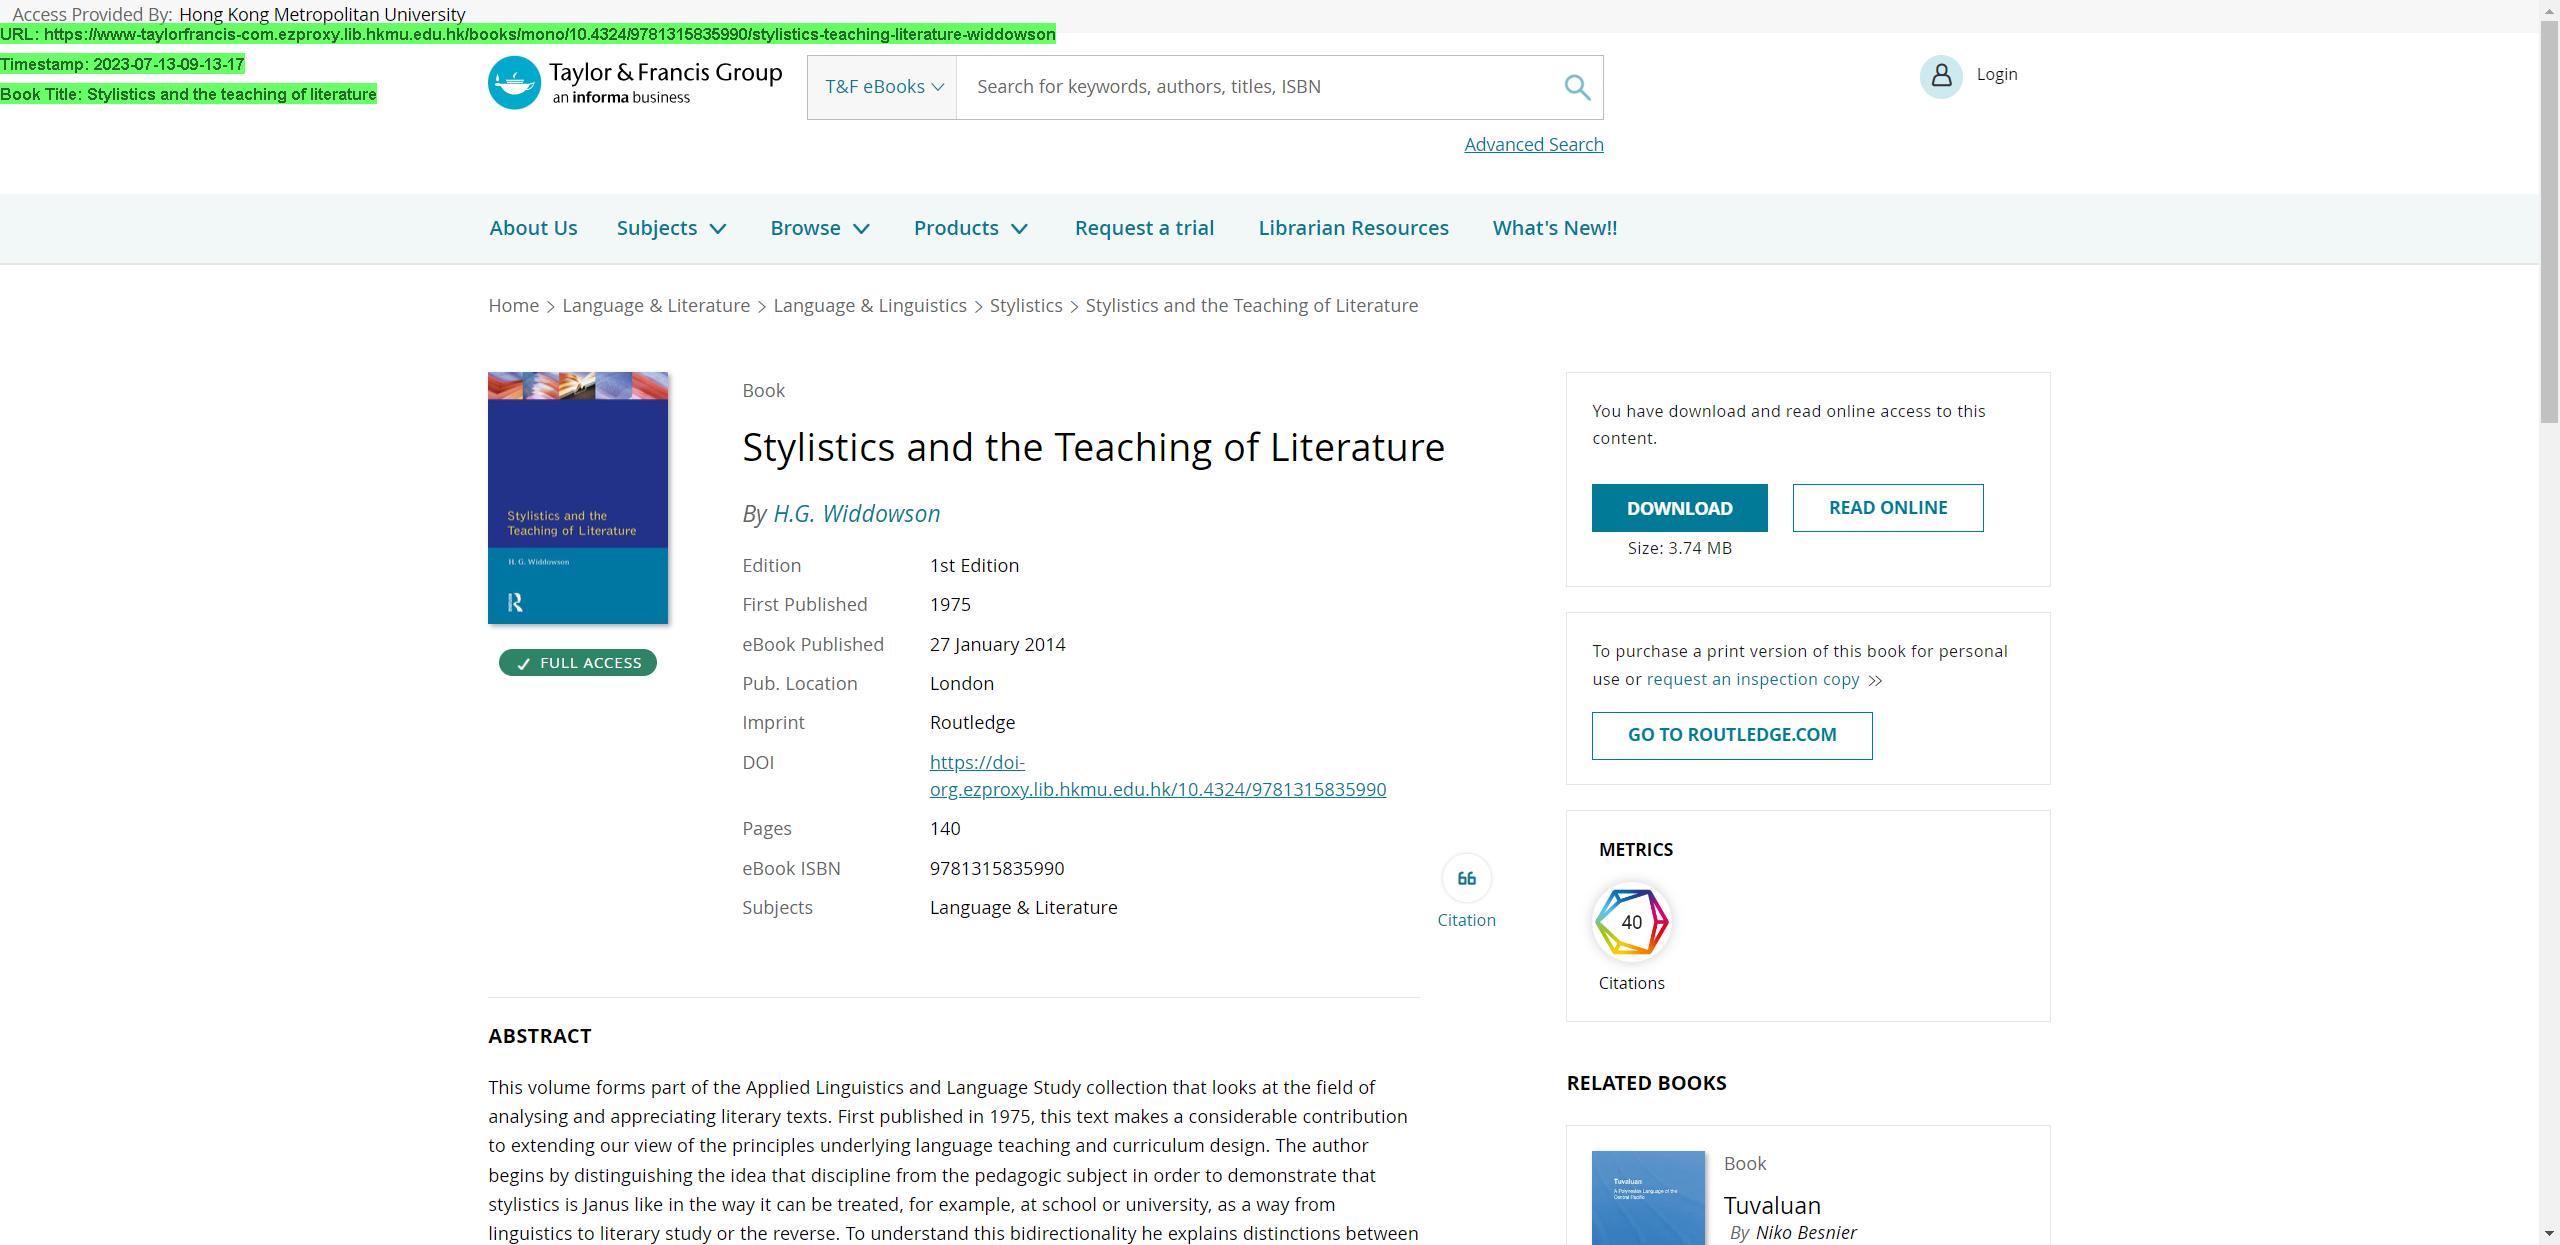 Access Provided By: Hong Kong Metropolitan University
URL: https://www-taylorfrancis-com.ezproxy.lib.hkmu.edu.hk/books/mono/10.4324/9781315835990/stylistics-teaching-literature-widdowson
Timestamp: 2023-07-13-09-13-17
Book Title: Stylistics and the teaching of literature
Taylor & Francis Group
an informa business
T&F eBooks
Search for keywords, authors, titles, ISBN
Login
Advanced Search
About Us Subjects Browse Products Request a trial Librarian Resources What's New!!
Home > Language & Literature > Language & Linguistics > Stylistics > Stylistics and the Teaching of Literature
Stylistics and the
Teaching of Literature
H. G. Widdowson
R
✓ FULL ACCESS
Book
Stylistics and the Teaching of Literature
By H.G. Widdowson
Edition 1st Edition
First Published 1975
eBook Published 27 January 2014
Pub. Location London
Imprint Routledge
DOI https://doi-
org.ezproxy.lib.hkmu.edu.hk/10.4324/9781315835990
Pages 140
eBook ISBN 9781315835990
Subjects Language & Literature
Citation
ABSTRACT
This volume forms part of the Applied Linguistics and Language Study collection that looks at the field of
analysing and appreciating literary texts. First published in 1975, this text makes a considerable contribution
to extending our view of the principles underlying language teaching and curriculum design. The author
begins by distinguishing the idea that discipline from the pedagogic subject in order to demonstrate that
stylistics is Janus like in the way it can be treated, for example, at school or university, as a way from
linguistics to literary study or the reverse. To understand this bidirectionality he explains distinctions between
You have download and read online access to this
content.
DOWNLOAD
READ ONLINE
Size: 3.74 MB
To purchase a print version of this book for personal
use or request an inspection copy >>
GO TO ROUTLEDGE.COM
METRICS
40
Citations
RELATED BOOKS
Tuvaluan
A Polynesian Language of the
Central Pacific
Book
Tuvaluan
By Niko Besnier